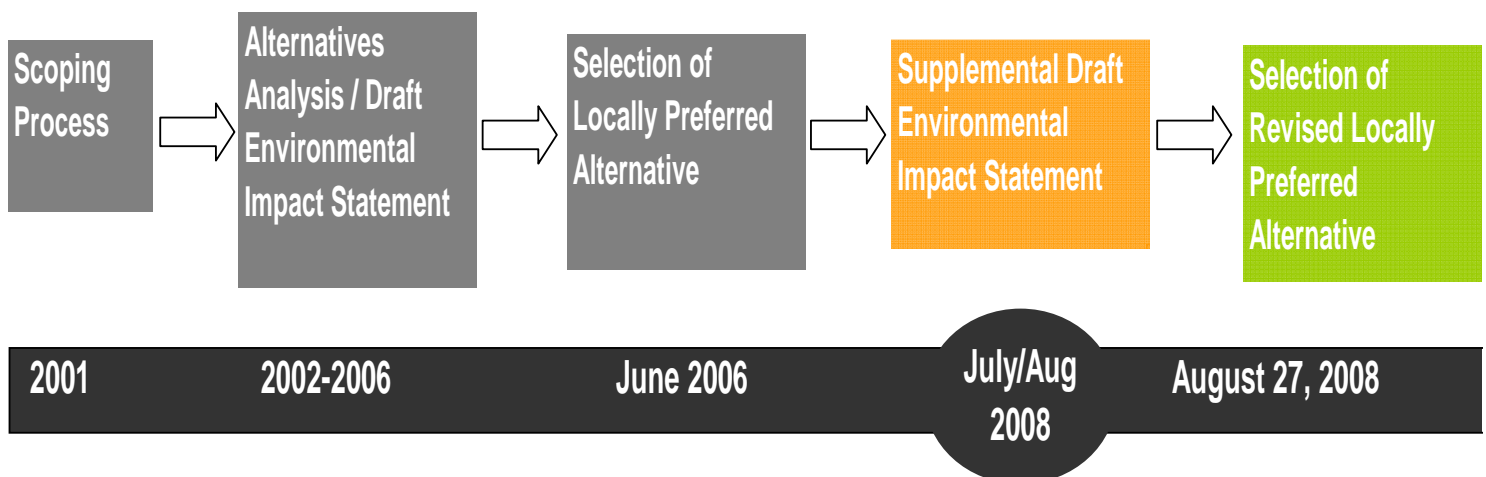 Scoping
Process
Alternatives
Analysis / Draft
Environmental
Impact Statement
Selection of
Locally Preferred
Alternative
Supplemental Draft
Environmental
Impact Statement
Selection of
Revised Locally
Preferred
Alternative
2001
2002-2006
June 2006
July/Aug
2008
August 27, 2008